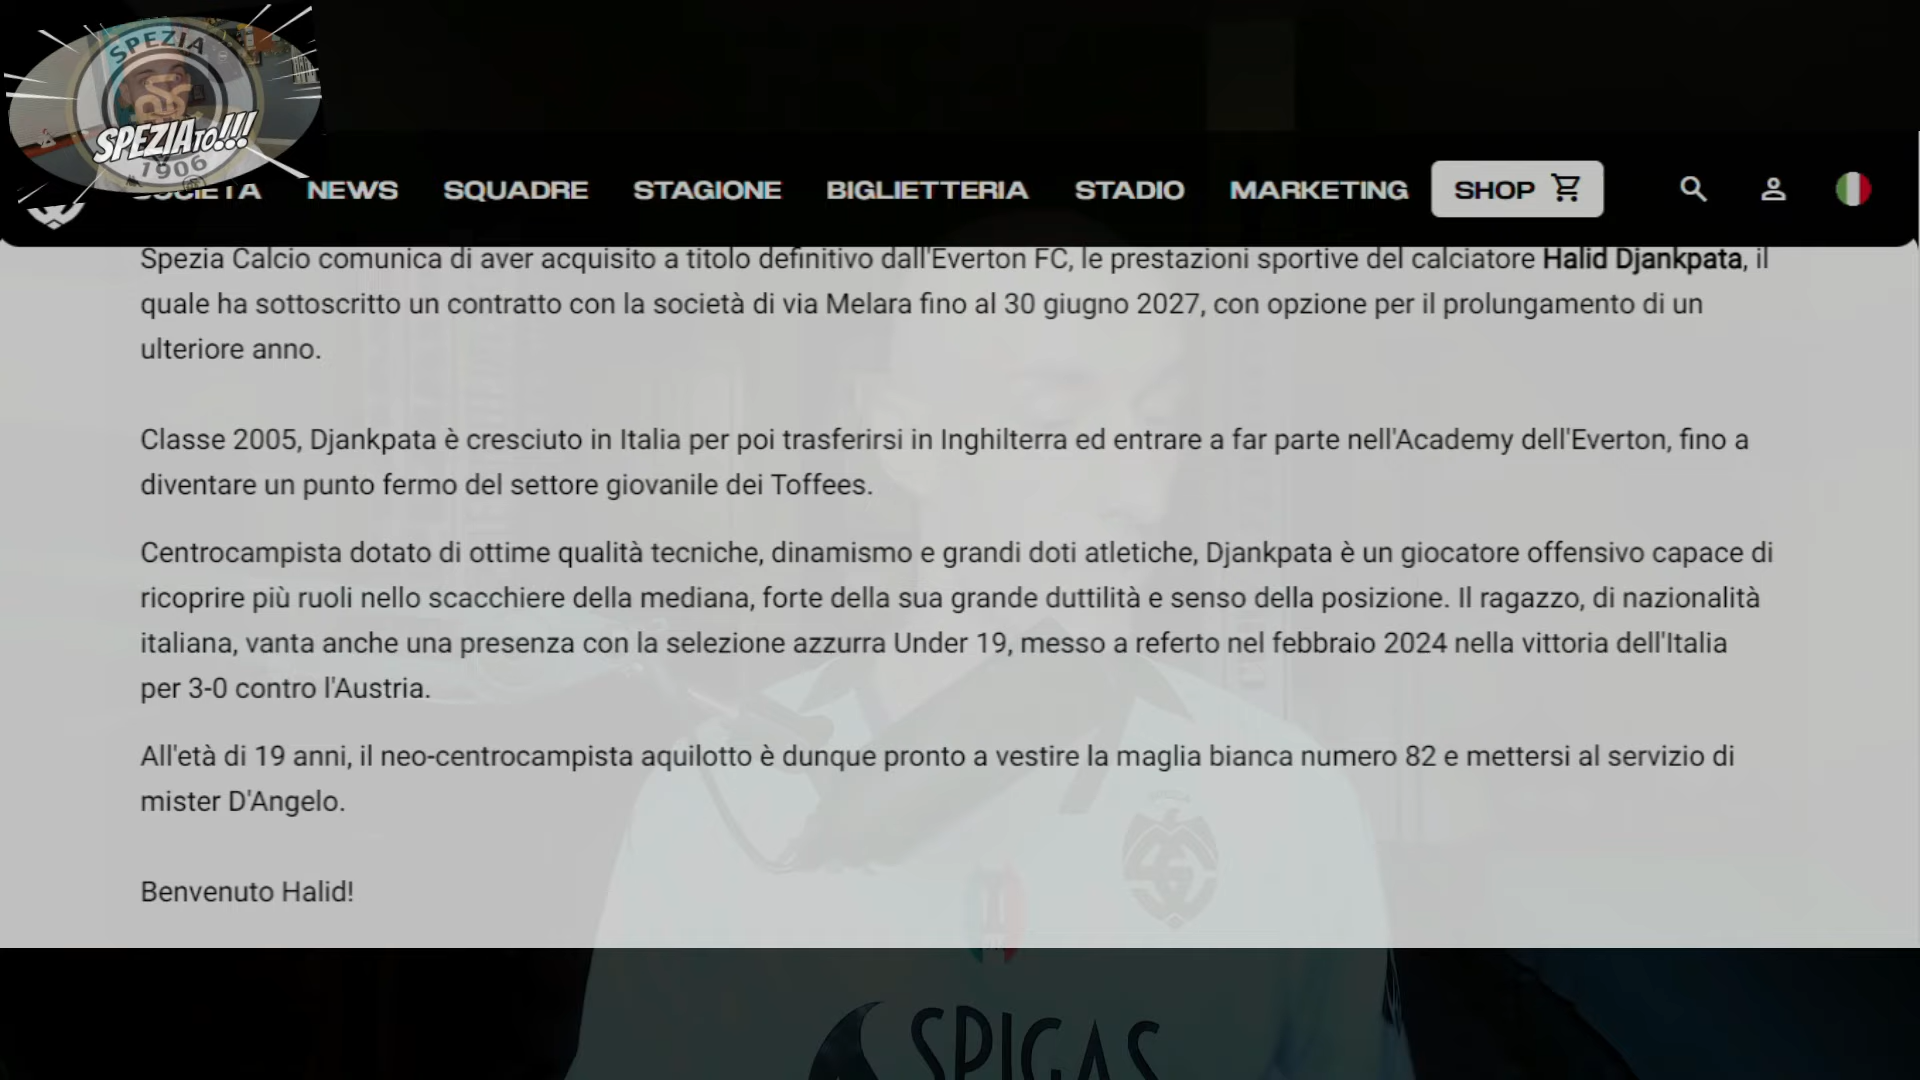 SPEZIA
SPEZIATO!!!
1906
SOCIETÀ NEWS SQUADRE STAGIONE BIGLIETTERIA STADIO MARKETING SHOP
Spezia Calcio comunica di aver acquisito a titolo definitivo dall'Everton FC, le prestazioni sportive del calciatore Halid Djankpata, il
quale ha sottoscritto un contratto con la società di via Melara fino al 30 giugno 2027, con opzione per il prolungamento di un
ulteriore anno.
Classe 2005, Djankpata è cresciuto in Italia per poi trasferirsi in Inghilterra ed entrare a far parte nell'Academy dell'Everton, fino a
diventare un punto fermo del settore giovanile dei Toffees.
Centrocampista dotato di ottime qualità tecniche, dinamismo e grandi doti atletiche, Djankpata è un giocatore offensivo capace di
ricoprire più ruoli nello scacchiere della mediana, forte della sua grande duttilità e senso della posizione. Il ragazzo, di nazionalità
italiana, vanta anche una presenza con la selezione azzurra Under 19, messo a referto nel febbraio 2024 nella vittoria dell'Italia
per 3-0 contro l'Austria.
All'età di 19 anni, il neo-centrocampista aquilotto è dunque pronto a vestire la maglia bianca numero 82 e mettersi al servizio di
mister D'Angelo.
Benvenuto Halid!
SPIGAS